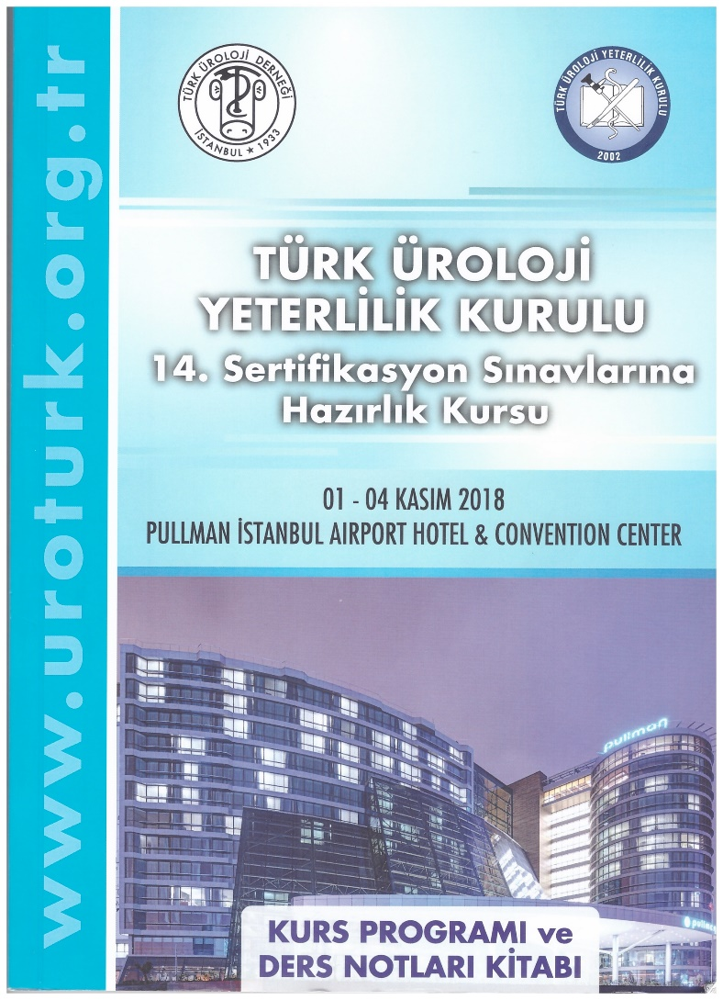 www.uroturk.org.tr
TÜRK ÜROLOJİ DERNEĞİ
İSTANBUL ★ 1933
TÜRK ÜROLOJİ YETERLİLİK KURULU
2002
TÜRK ÜROLOJİ
YETERLİLİK KURULU
14. Sertifikasyon Sınavlarına
Hazırlık Kursu
01 - 04 KASIM 2018
PULLMAN İSTANBUL AIRPORT HOTEL & CONVENTION CENTER
pullman
KURS PROGRAMI ve
DERS NOTLARI KİTABI